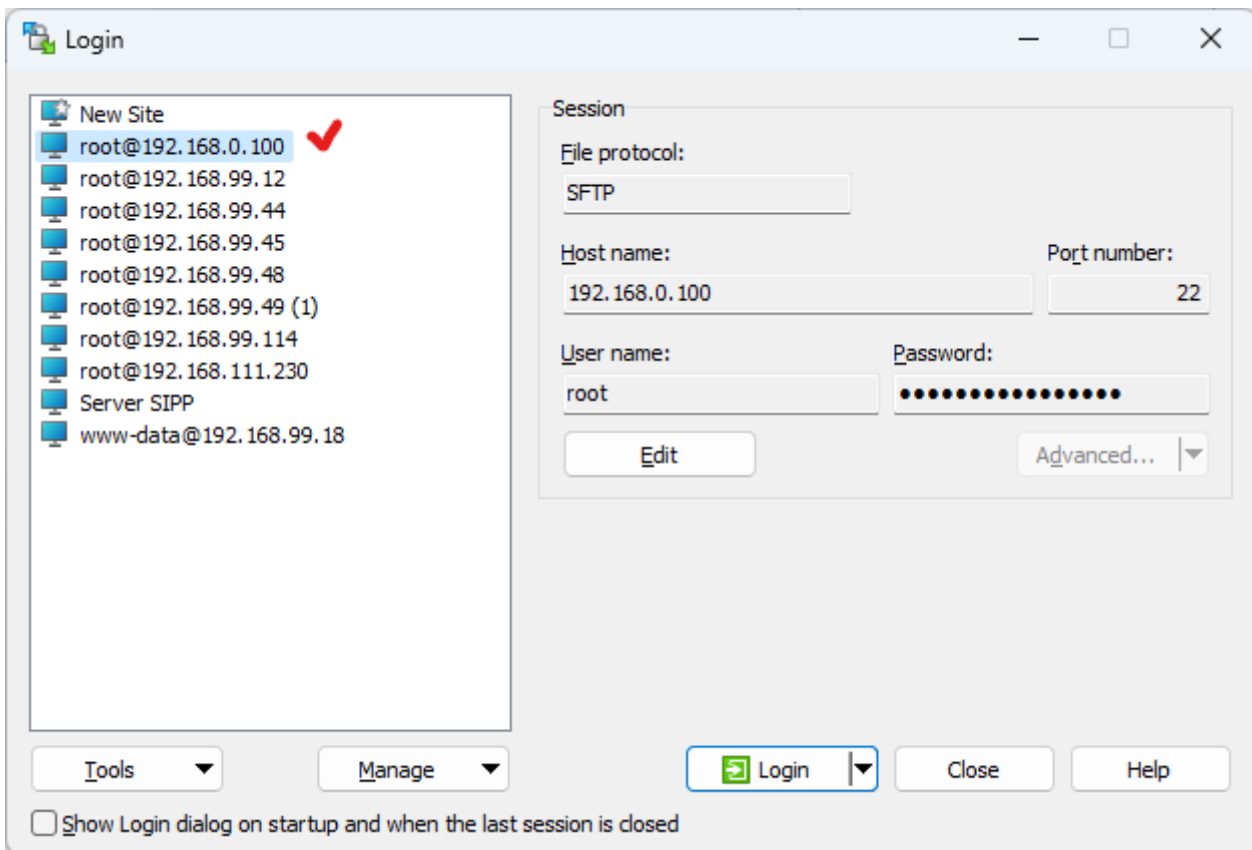 Login
New Site
root@192.168.0.100
root@192.168.99.12
root@192.168.99.44
root@192.168.99.45
root@192.168.99.48
root@192.168.99.49 (1)
root@192.168.99.114
root@192.168.111.230
Server SIPP
www-data@192.168.99.18
Session
File protocol:
SFTP
Host name: Port number:
192.168.0.100 22
User name: Password:
root ••••••••••••••••
Edit Advanced...
Tools Manage Login Close Help
Show Login dialog on startup and when the last session is closed